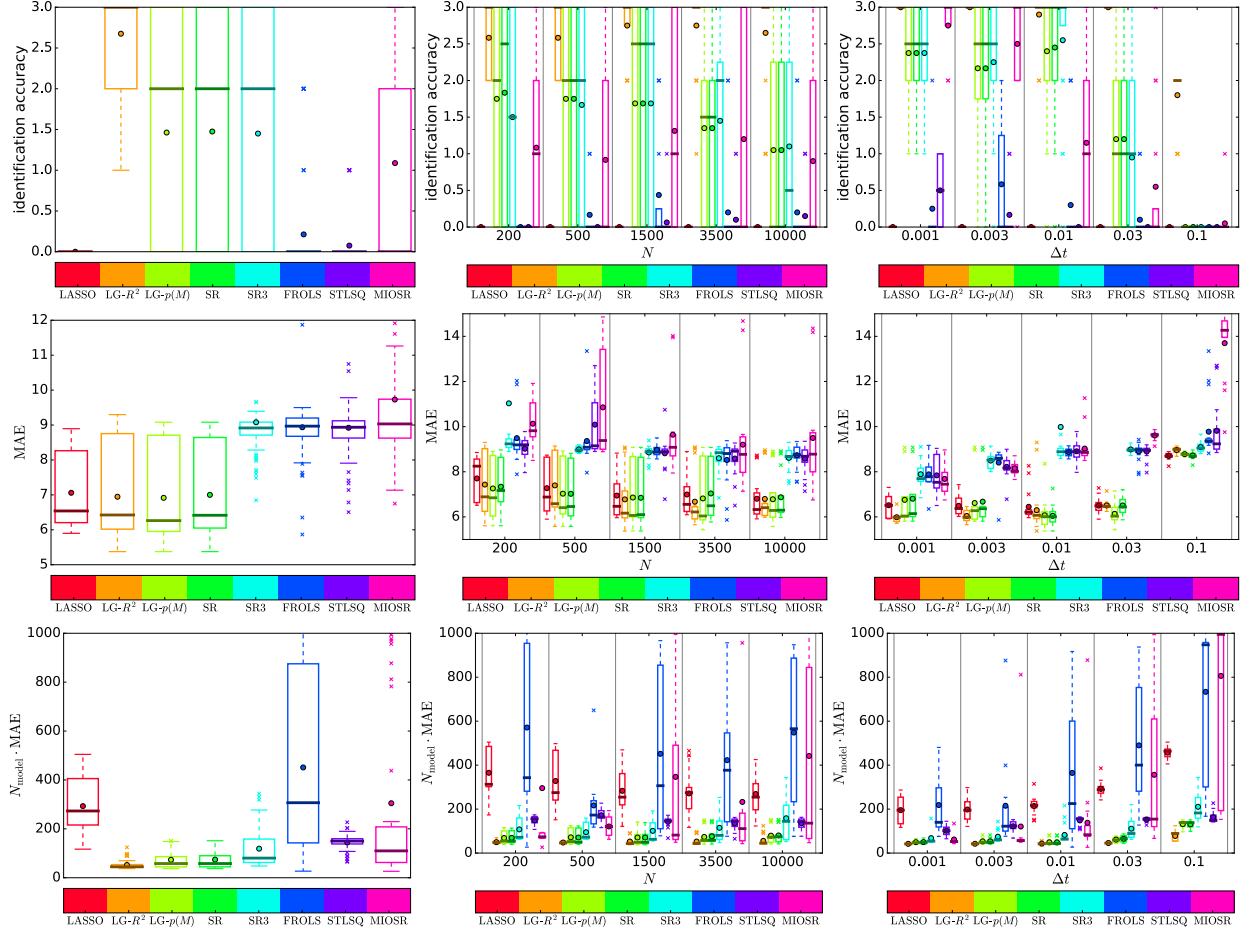 3.0
2.5
2.0
1.5
1.0
0.5
0.0
identification accuracy
LASSO LG-R² LG-p(M) SR SR3 FROLS STLSQ MIOSR
3.0
2.5
2.0
1.5
1.0
0.5
0.0
identification accuracy
200 500 1500 3500 10000
N
LASSO LG-R² LG-p(M) SR SR3 FROLS STLSQ MIOSR
3.0
2.5
2.0
1.5
1.0
0.5
0.0
identification accuracy
0.001 0.003 0.01 0.03 0.1
Δt
LASSO LG-R² LG-p(M) SR SR3 FROLS STLSQ MIOSR
12
11
10
9
8
7
6
5
MAE
LASSO LG-R² LG-p(M) SR SR3 FROLS STLSQ MIOSR
14
12
10
8
6
MAE
200 500 1500 3500 10000
N
LASSO LG-R² LG-p(M) SR SR3 FROLS STLSQ MIOSR
14
12
10
8
6
MAE
0.001 0.003 0.01 0.03 0.1
Δt
LASSO LG-R² LG-p(M) SR SR3 FROLS STLSQ MIOSR
1000
800
600
400
200
0
N_model · MAE
LASSO LG-R² LG-p(M) SR SR3 FROLS STLSQ MIOSR
1000
800
600
400
200
0
N_model · MAE
200 500 1500 3500 10000
N
LASSO LG-R² LG-p(M) SR SR3 FROLS STLSQ MIOSR
1000
800
600
400
200
0
N_model · MAE
0.001 0.003 0.01 0.03 0.1
Δt
LASSO LG-R² LG-p(M) SR SR3 FROLS STLSQ MIOSR